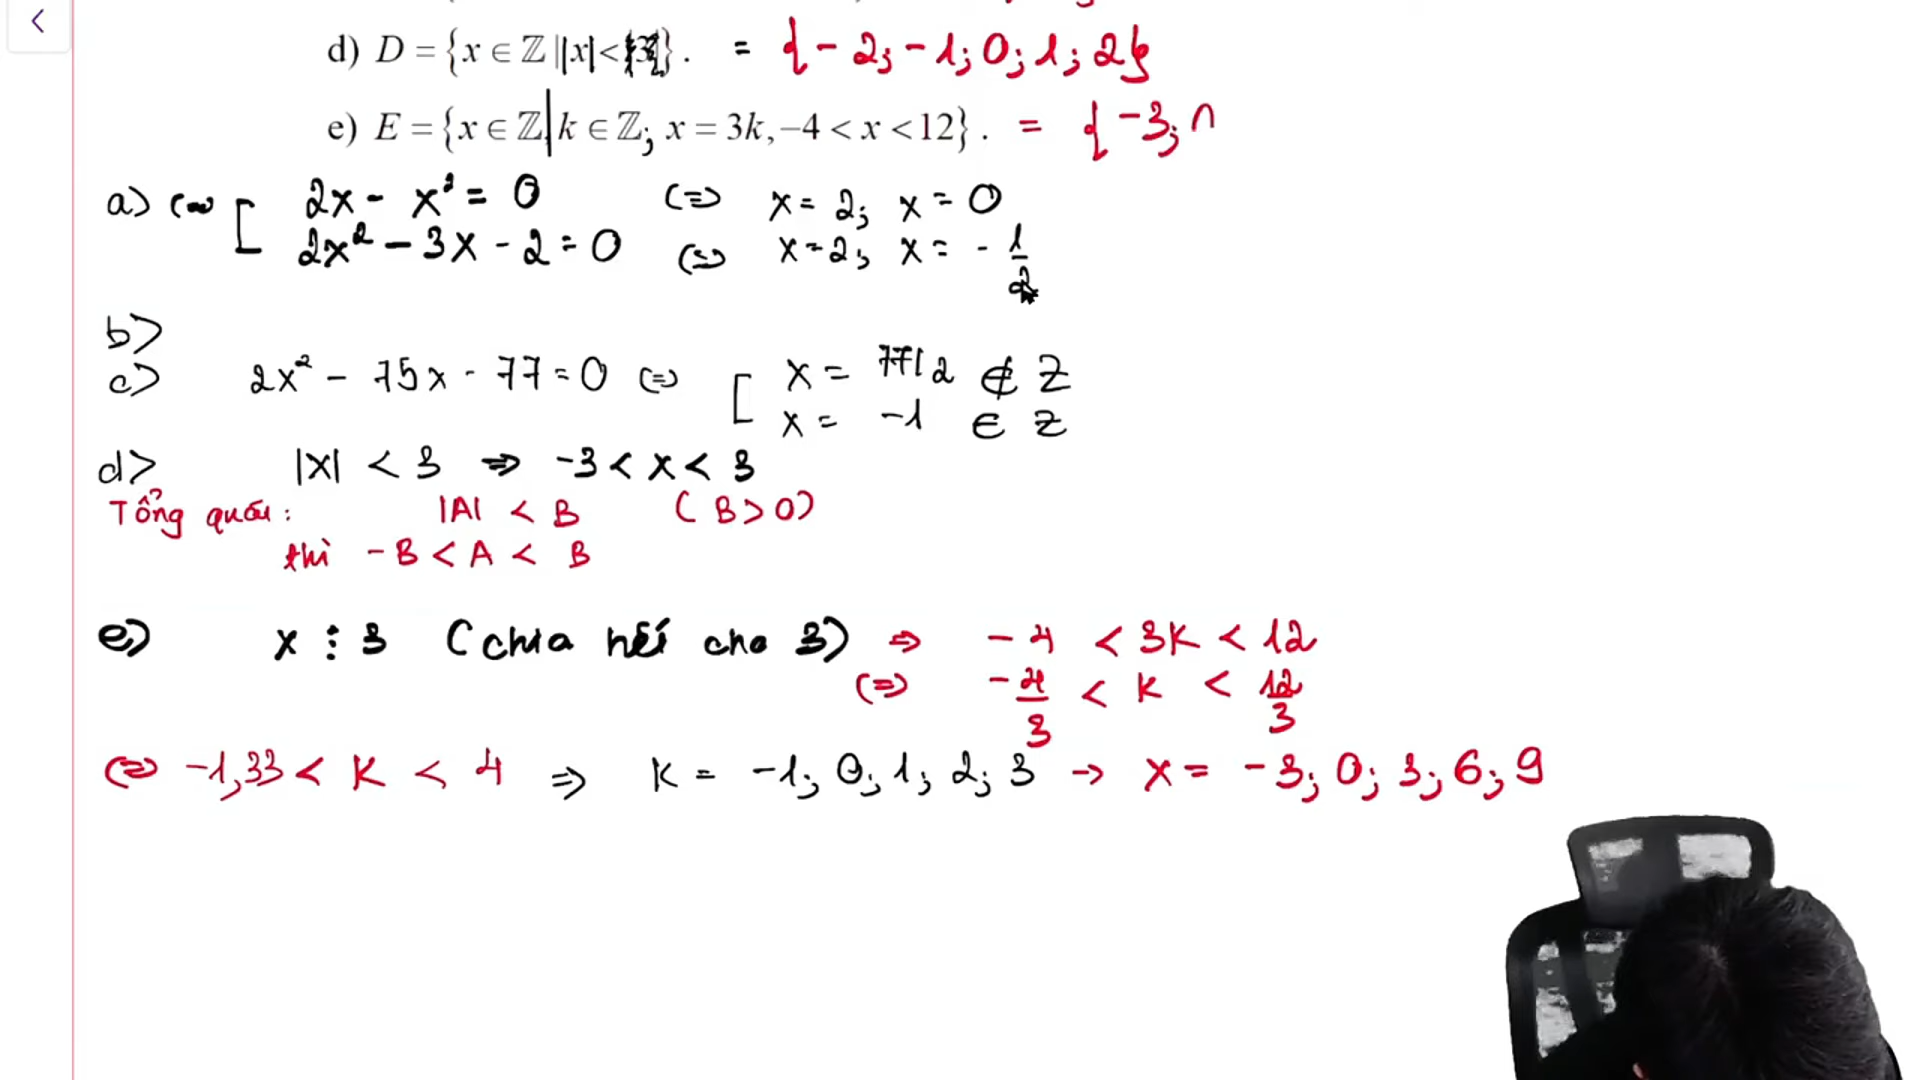 d) D = {x ∈ ℤ ||x| < 3}. = {-2; -1; 0; 1; 2}
e) E = {x ∈ ℤ| k ∈ ℤ; x = 3k, −4 < x < 12}. = {-3;
a) ⇔ [ 2x - x² = 0 ⇔ x = 2; x = 0
2x² - 3x - 2 = 0 ⇔ x = 2; x = -1/2
b)
c) 2x² - 75x - 77 = 0 ⇔ [ x = 77/2 ∉ Z
x = -1 ∈ Z
d) |x| < 3 ⇒ -3 < x < 3
Tổng quát: |A| < B (B > 0)
thì -B < A < B
e) x ⋮ 3 (chia hết cho 3) ⇒ -4 < 3K < 12
⇔ -4/3 < K < 12/3
⇔ -1,33 < K < 4 ⇒ K = -1; 0; 1; 2; 3 → x = -3; 0; 3; 6; 9